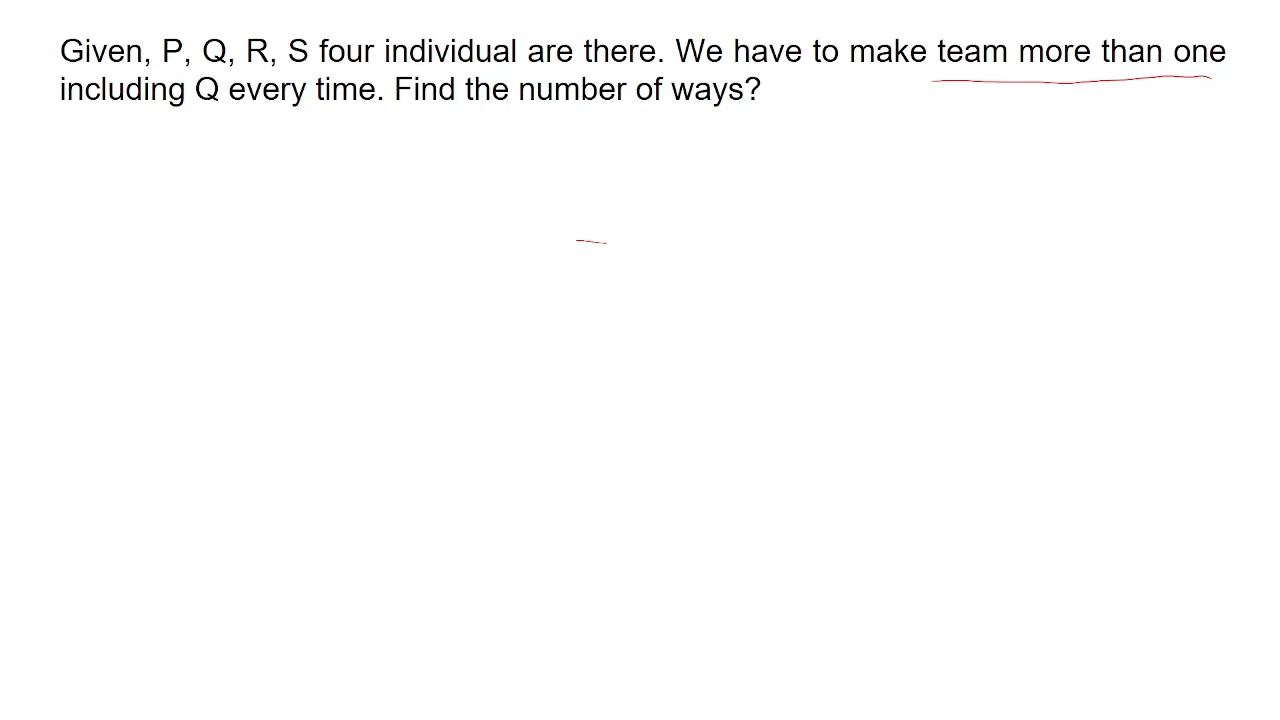 Given, P, Q, R, S four individual are there. We have to make team more than one
including Q every time. Find the number of ways?